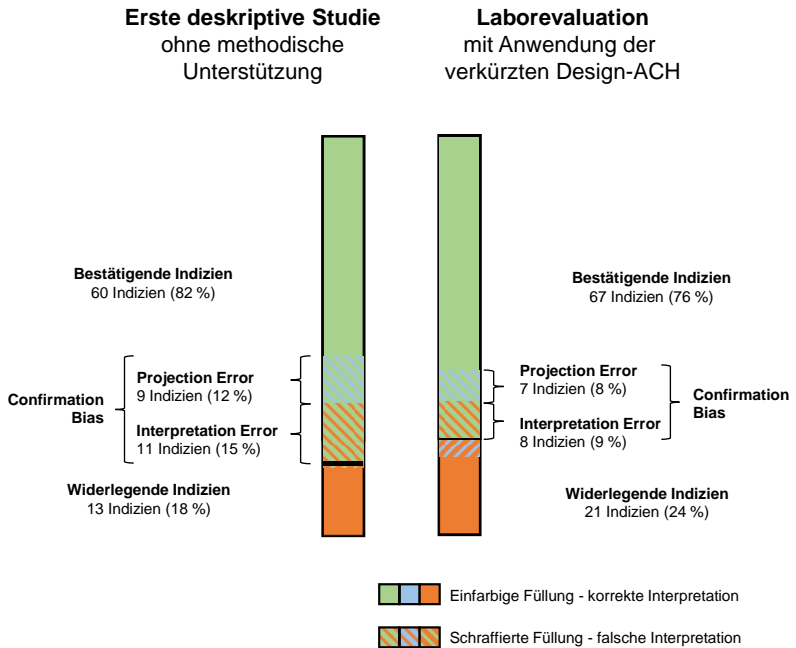 Erste deskriptive Studie
ohne methodische
Unterstützung
Laborevaluation
mit Anwendung der
verkürzten Design-ACH
Bestätigende Indizien
60 Indizien (82 %)
Projection Error
9 Indizien (12 %)
Confirmation
Bias
Interpretation Error
11 Indizien (15 %)
Widerlegende Indizien
13 Indizien (18 %)
Bestätigende Indizien
67 Indizien (76 %)
Projection Error
7 Indizien (8 %)
Confirmation
Bias
Interpretation Error
8 Indizien (9 %)
Widerlegende Indizien
21 Indizien (24 %)
Einfarbige Füllung - korrekte Interpretation
Schraffierte Füllung - falsche Interpretation